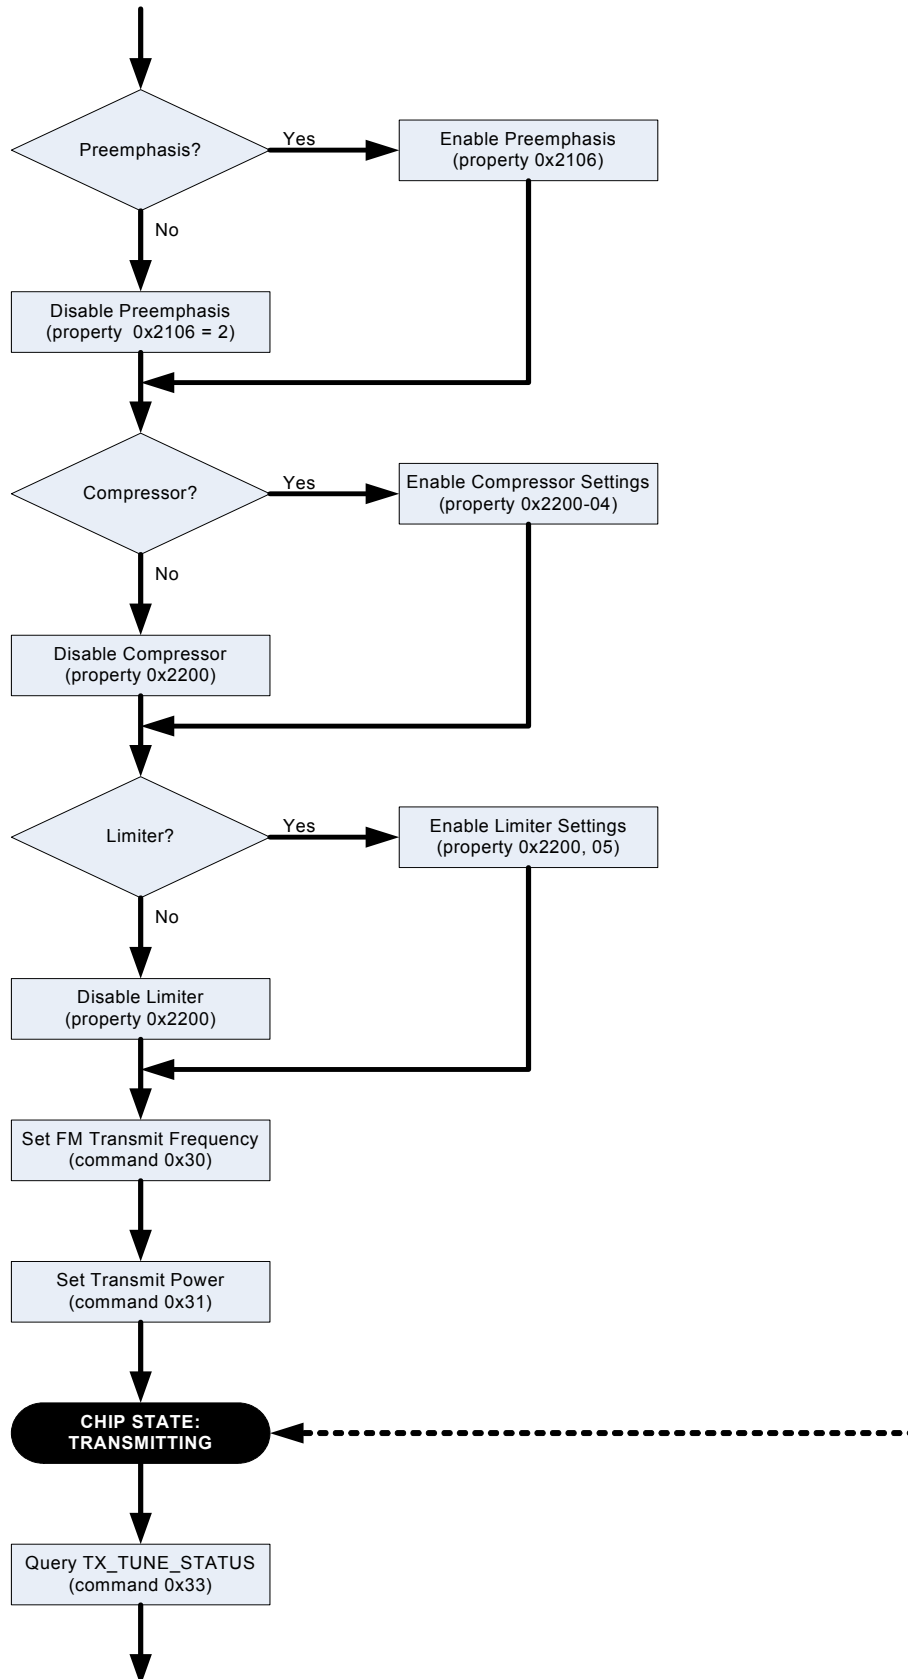 Preemphasis?
Yes
Enable Preemphasis
(property 0x2106)
No
Disable Preemphasis
(property  0x2106 = 2)
Compressor?
Yes
Enable Compressor Settings
(property 0x2200-04)
No
Disable Compressor
(property 0x2200)
Limiter?
Yes
Enable Limiter Settings
(property 0x2200, 05)
No
Disable Limiter
(property 0x2200)
Set FM Transmit Frequency
(command 0x30)
Set Transmit Power
(command 0x31)
CHIP STATE:
TRANSMITTING
Query TX_TUNE_STATUS
(command 0x33)